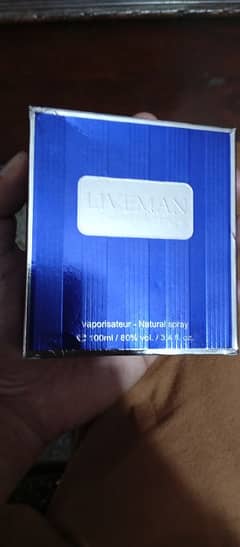 LIVEMAN
Vaporisateur - Natural spray
100ml / 80% vol. / 3.4 fl. oz.